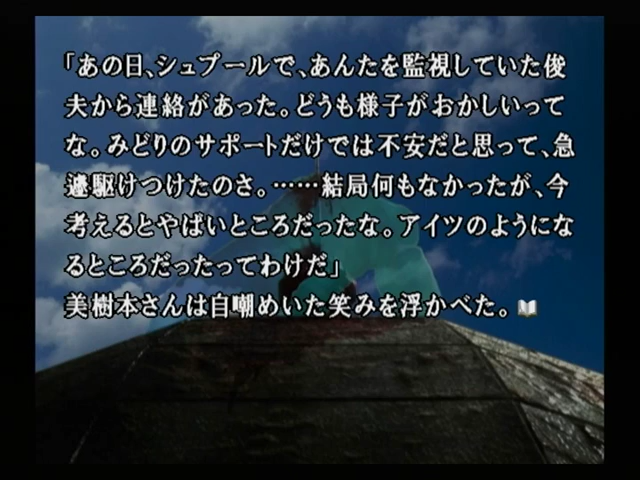 「あの日、シュプールで、あんたを監視していた俊
夫から連絡があった。どうも様子がおかしいって
な。みどりのサポートだけでは不安だと思って、急
遽駆けつけたのさ。……結局何もなかったが、今
考えるとやばいところだったな。アイツのようにな
るところだったってわけだ」
美樹本さんは自嘲めいた笑みを浮かべた。